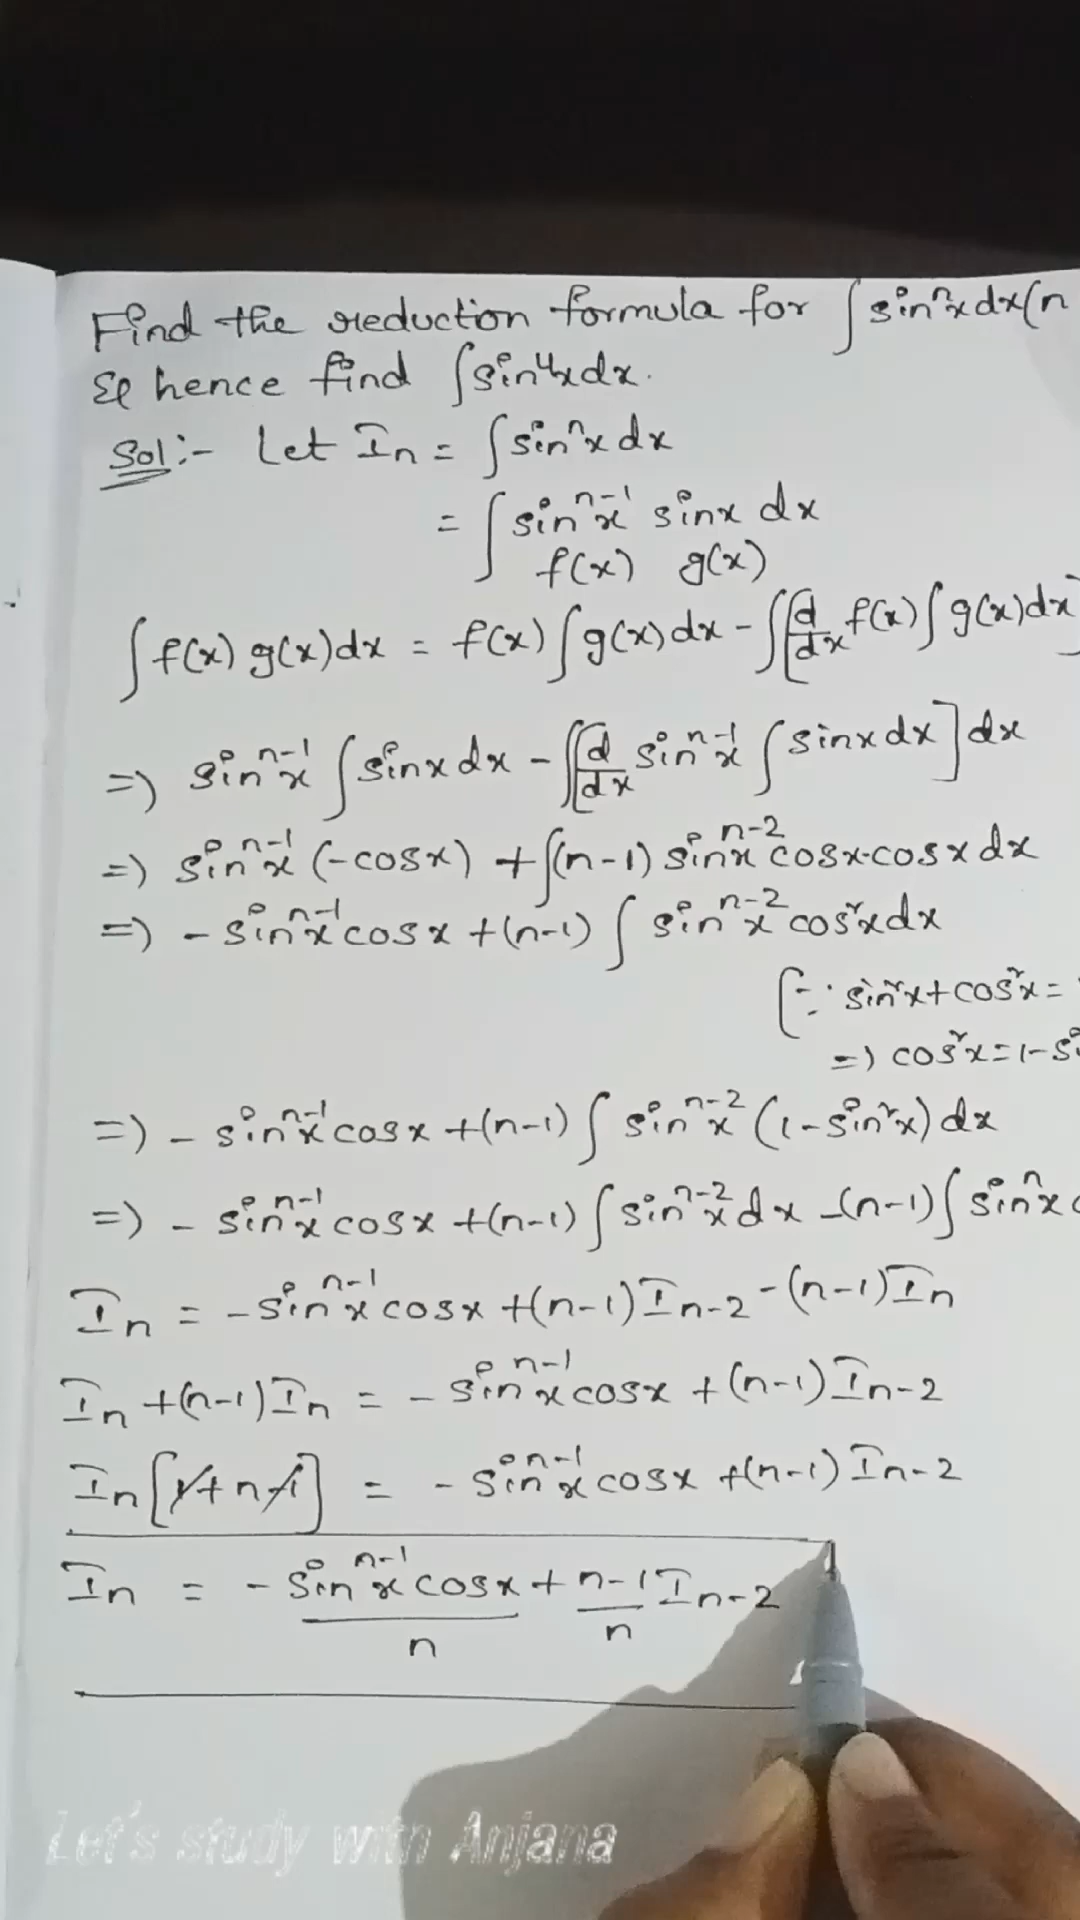 Find the reduction formula for ∫ sinⁿx dx (n
& hence find ∫ sin⁴x dx.
Sol:- Let Iₙ = ∫ sinⁿx dx
= ∫ sinⁿ⁻¹x sinx dx
f(x) g(x)
∫ f(x) g(x) dx = f(x) ∫ g(x) dx - ∫[d/dx f(x) ∫ g(x) dx]
=) sinⁿ⁻¹x ∫ sinx dx - ∫[d/dx sinⁿ⁻¹x ∫ sinx dx] dx
=) sinⁿ⁻¹x (-cosx) + ∫(n-1) sinⁿ⁻²x cosx·cosx dx
=) - sinⁿ⁻¹x cosx + (n-1) ∫ sinⁿ⁻²x cos²x dx
[∵ sin²x + cos²x =
=) cos²x = 1 - s
=) - sinⁿ⁻¹x cosx + (n-1) ∫ sinⁿ⁻²x (1 - sin²x) dx
=) - sinⁿ⁻¹x cosx + (n-1) ∫ sinⁿ⁻²x dx - (n-1) ∫ sinⁿx
Iₙ = - sinⁿ⁻¹x cosx + (n-1) Iₙ₋₂ - (n-1) Iₙ
Iₙ + (n-1) Iₙ = - sinⁿ⁻¹x cosx + (n-1) Iₙ₋₂
Iₙ [1 + n - 1] = - sinⁿ⁻¹x cosx + (n-1) Iₙ₋₂
Iₙ = - sinⁿ⁻¹x cosx/n + n-1/n Iₙ₋₂
Let's study with Anjana